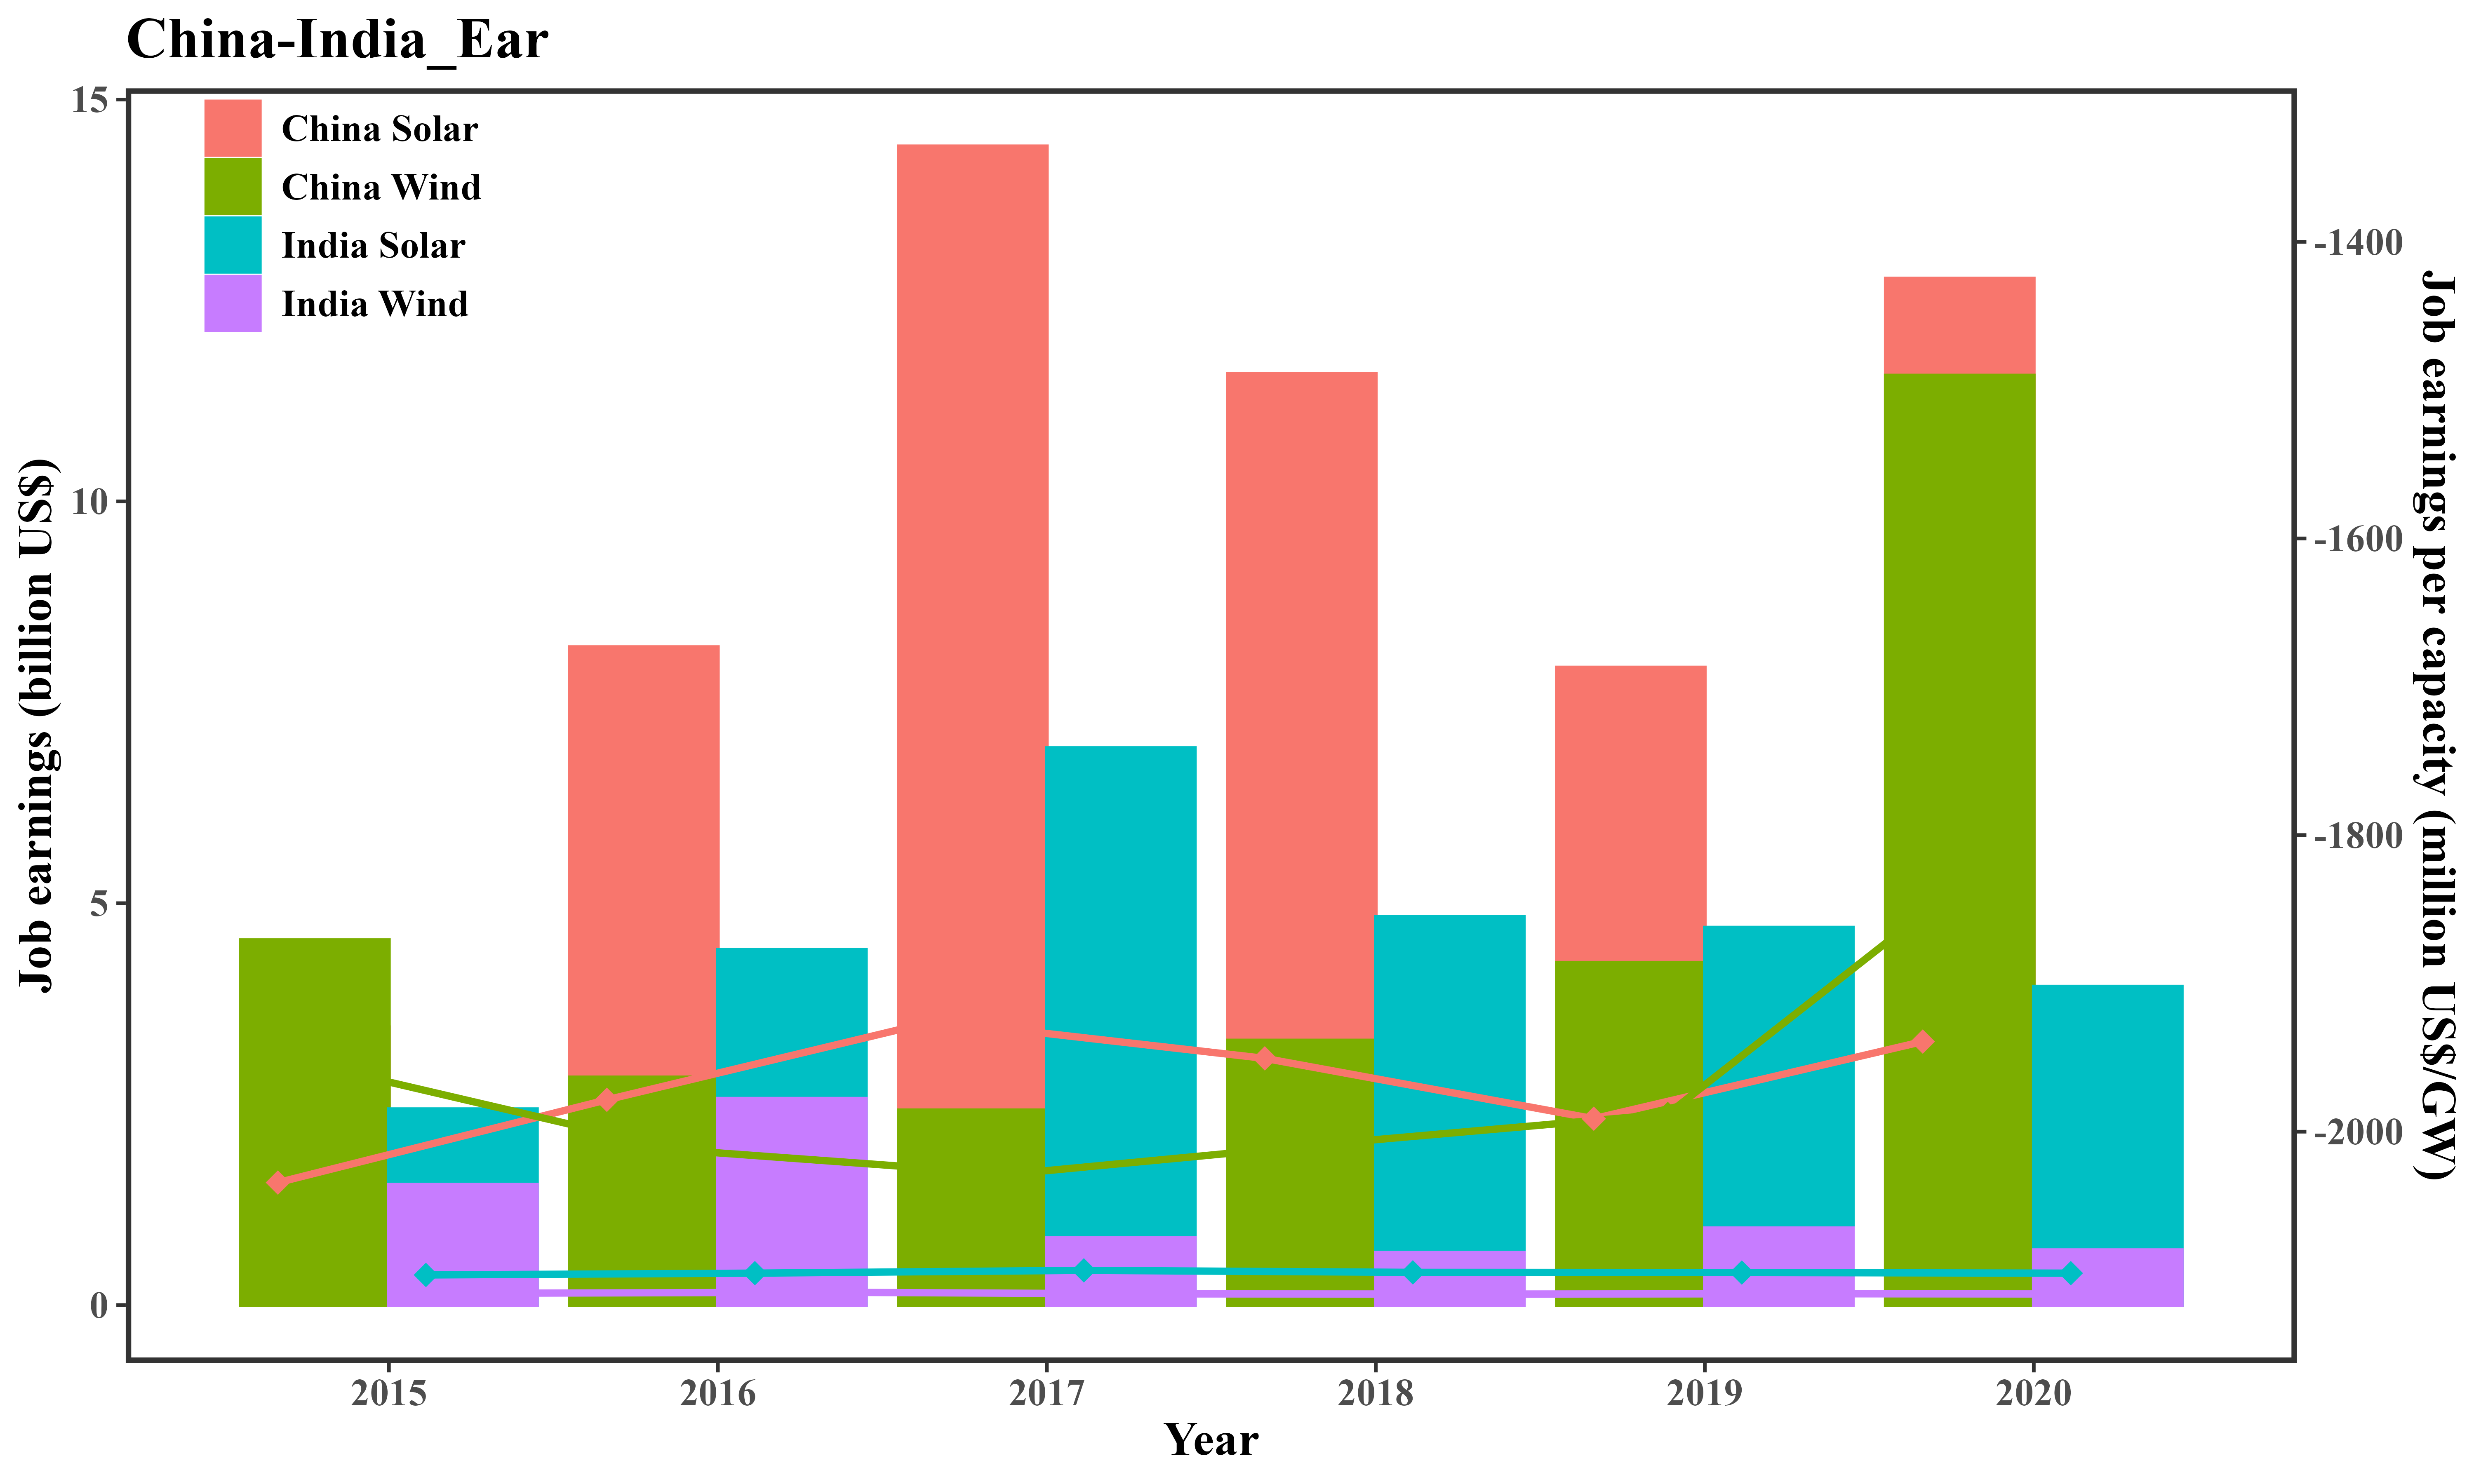 China-India_Ear
China Solar
China Wind
India Solar
India Wind
Job earnings (billion US$)
15
10
5
0
-1400
-1600
-1800
-2000
Job earnings per capacity (million US$/GW)
2015 2016 2017 2018 2019 2020
Year